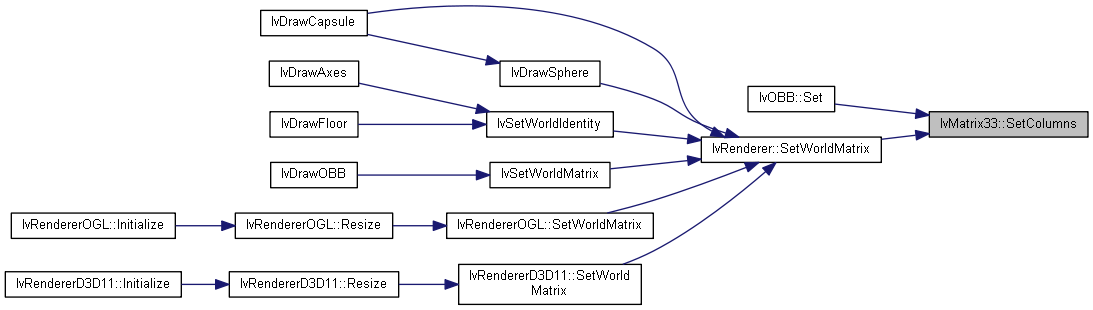 IvDrawCapsule
IvDrawSphere
IvDrawAxes
IvOBB::Set
IvMatrix33::SetColumns
IvDrawFloor
IvSetWorldIdentity
IvRenderer::SetWorldMatrix
IvDrawOBB
IvSetWorldMatrix
IvRendererOGL::Initialize
IvRendererOGL::Resize
IvRendererOGL::SetWorldMatrix
IvRendererD3D11::Initialize
IvRendererD3D11::Resize
IvRendererD3D11::SetWorld
Matrix